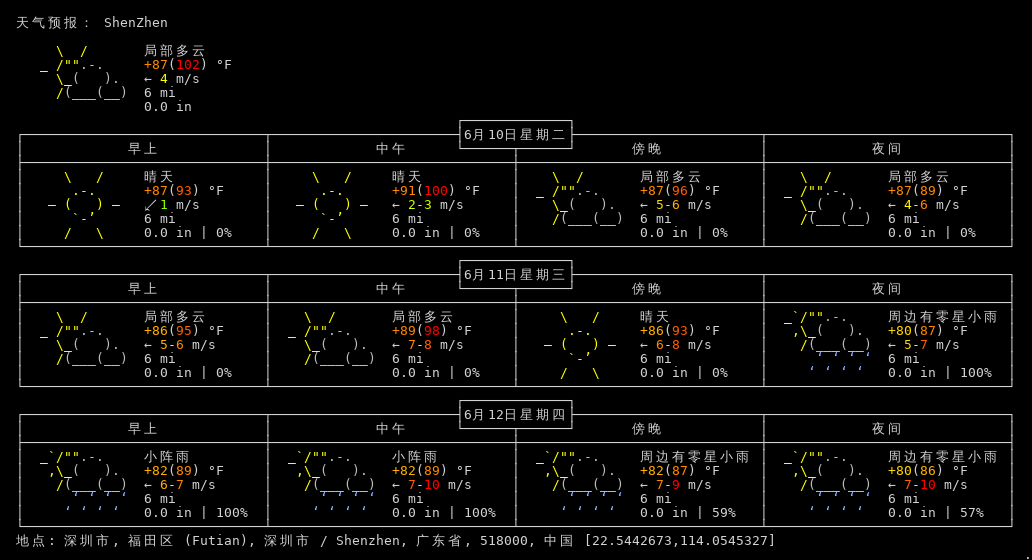 天气预报： ShenZhen
局部多云
+87(102) °F
← 4 m/s
6 mi
0.0 in
6月10日星期二
早上 中午 傍晚 夜间
晴天 晴天 局部多云 局部多云
+87(93) °F +91(100) °F +87(96) °F +87(89) °F
↙ 1 m/s ← 2-3 m/s ← 5-6 m/s ← 4-6 m/s
6 mi 6 mi 6 mi 6 mi
0.0 in | 0% 0.0 in | 0% 0.0 in | 0% 0.0 in | 0%
6月11日星期三
早上 中午 傍晚 夜间
局部多云 局部多云 晴天 周边有零星小雨
+86(95) °F +89(98) °F +86(93) °F +80(87) °F
← 5-6 m/s ← 7-8 m/s ← 6-8 m/s ← 5-7 m/s
6 mi 6 mi 6 mi 6 mi
0.0 in | 0% 0.0 in | 0% 0.0 in | 0% 0.0 in | 100%
6月12日星期四
早上 中午 傍晚 夜间
小阵雨 小阵雨 周边有零星小雨 周边有零星小雨
+82(89) °F +82(89) °F +82(87) °F +80(86) °F
← 6-7 m/s ← 7-10 m/s ← 7-9 m/s ← 7-10 m/s
6 mi 6 mi 6 mi 6 mi
0.0 in | 100% 0.0 in | 100% 0.0 in | 59% 0.0 in | 57%
地点: 深圳市, 福田区 (Futian), 深圳市 / Shenzhen, 广东省, 518000, 中国 [22.5442673,114.0545327]